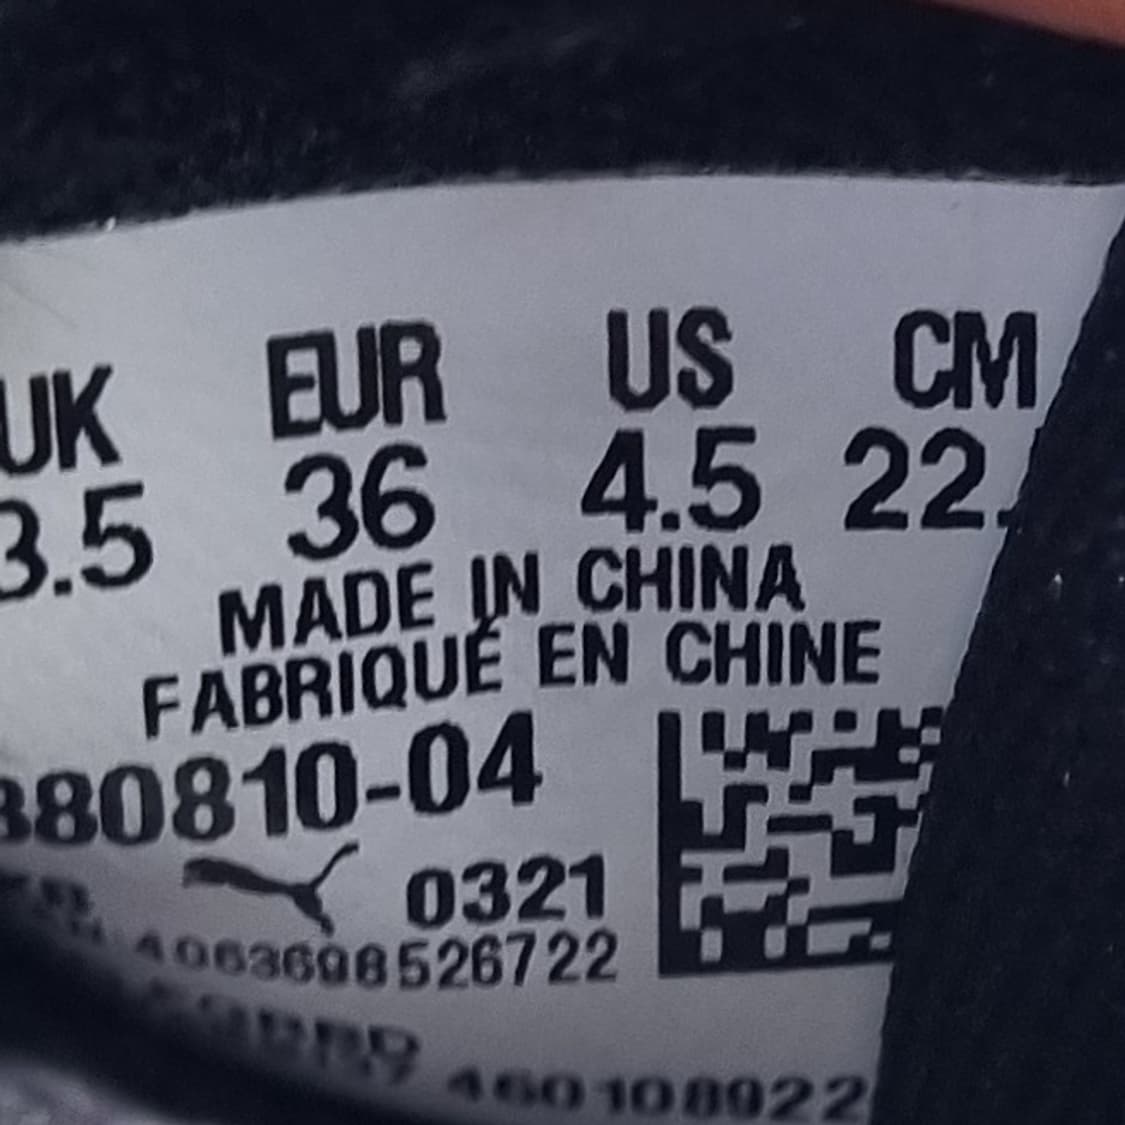 UK EUR US CM
3.5 36 4.5 22.
MADE IN CHINA
FABRIQUÉ EN CHINE
380810-04
0321
4063698526722
460108922